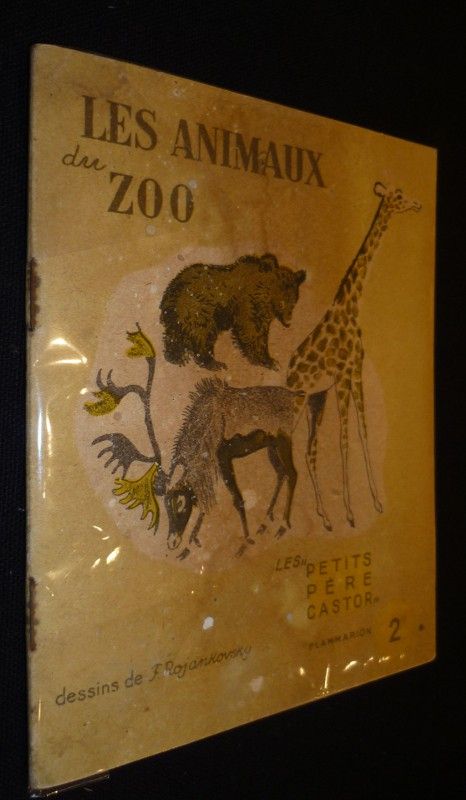 LES ANIMAUX
du
ZOO
LES "PETITS
PÈRE
CASTOR"
FLAMMARION 2
dessins de F. Rojankovsky